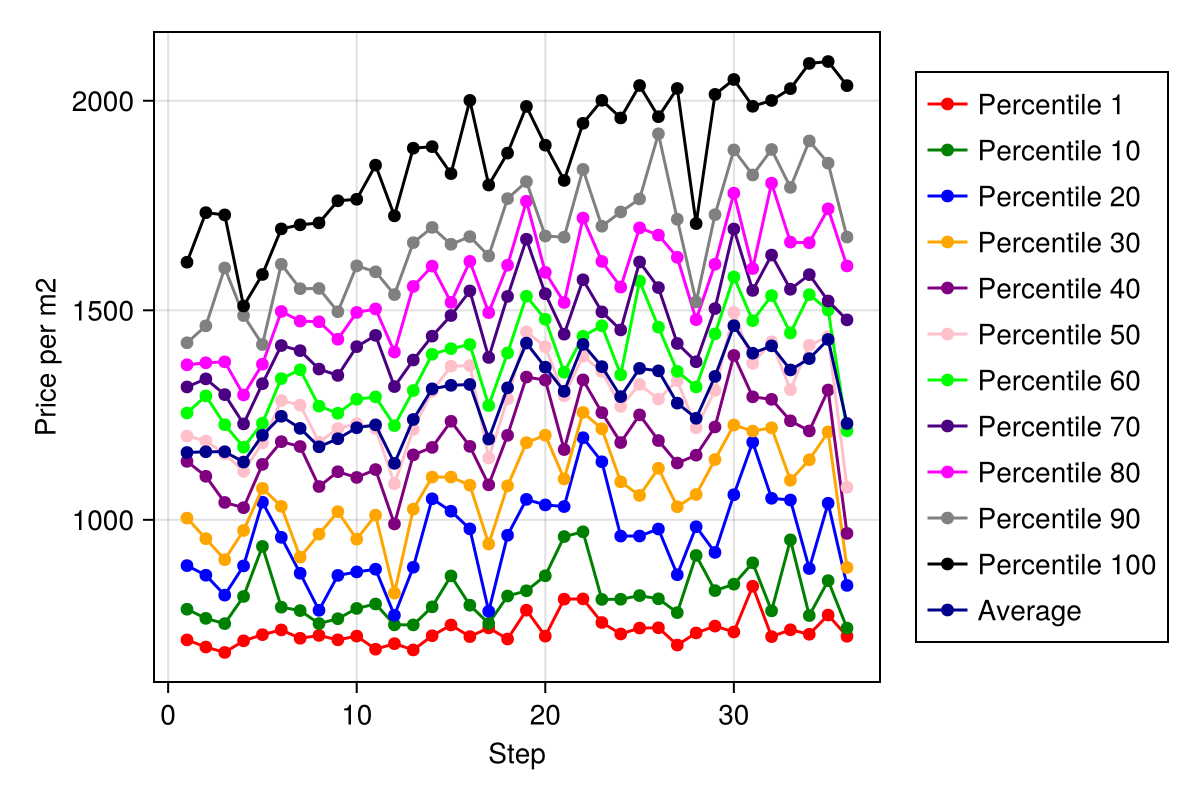 2000
1500
1000
Price per m2
0 10 20 30
Step
Percentile 1
Percentile 10
Percentile 20
Percentile 30
Percentile 40
Percentile 50
Percentile 60
Percentile 70
Percentile 80
Percentile 90
Percentile 100
Average